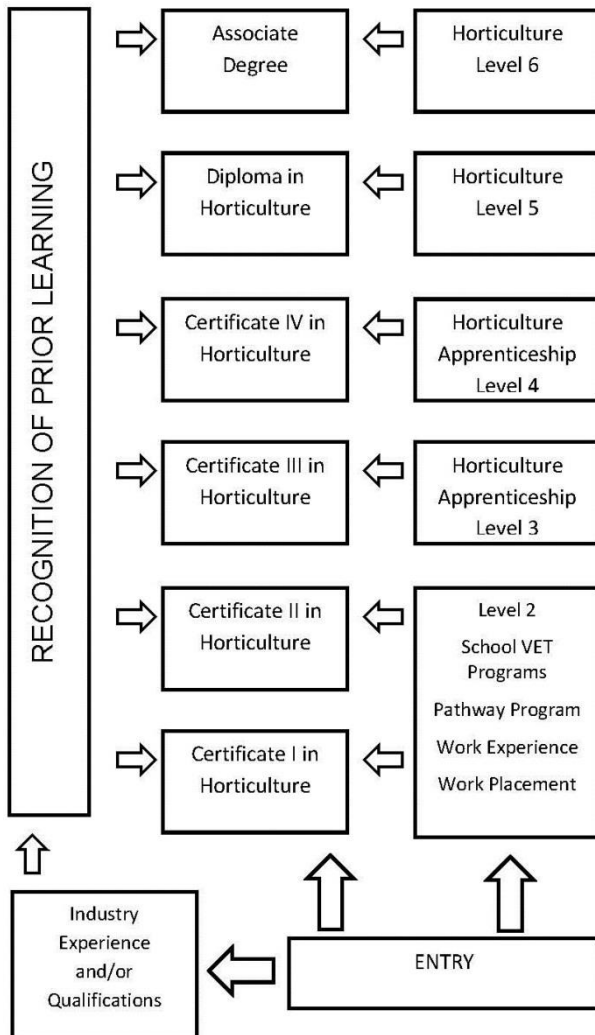 RECOGNITION OF PRIOR LEARNING
Associate
Degree
Horticulture
Level 6
Diploma in
Horticulture
Horticulture
Level 5
Certificate IV in
Horticulture
Horticulture
Apprenticeship
Level 4
Certificate III in
Horticulture
Horticulture
Apprenticeship
Level 3
Certificate II in
Horticulture
Level 2
School VET
Programs
Pathway Program
Work Experience
Work Placement
Certificate I in
Horticulture
Industry
Experience
and/or
Qualifications
ENTRY